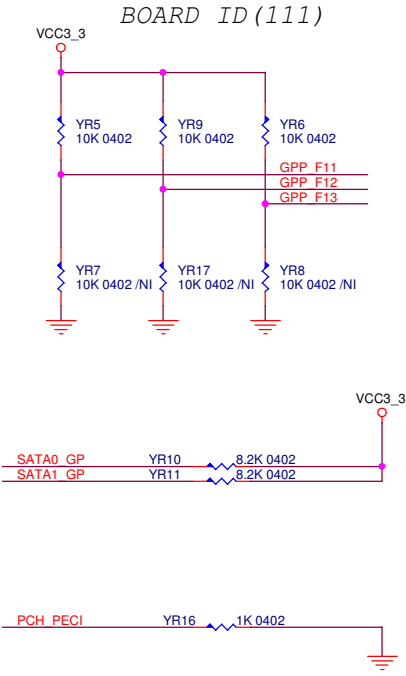 BOARD ID(111)
VCC3_3
YR5
10K 0402
YR9
10K 0402
YR6
10K 0402
GPP_F11
GPP_F12
GPP_F13
YR7
10K 0402 /NI
YR17
10K 0402 /NI
YR8
10K 0402 /NI
VCC3_3
SATA0_GP YR10 8.2K 0402
SATA1_GP YR11 8.2K 0402
PCH_PECI YR16 1K 0402